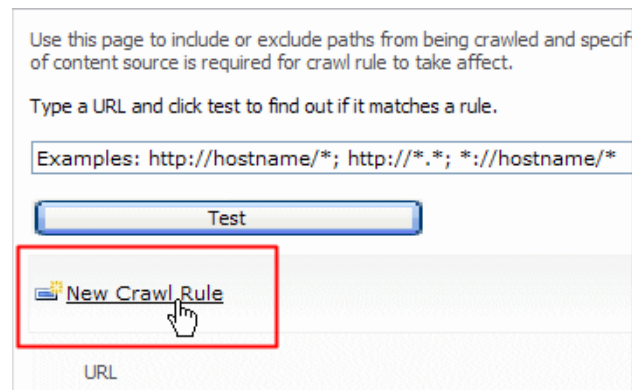 Use this page to include or exclude paths from being crawled and specif
of content source is required for crawl rule to take affect.
Type a URL and click test to find out if it matches a rule.
Examples: http://hostname/*; http://*.*; *://hostname/*
Test
New Crawl Rule
URL